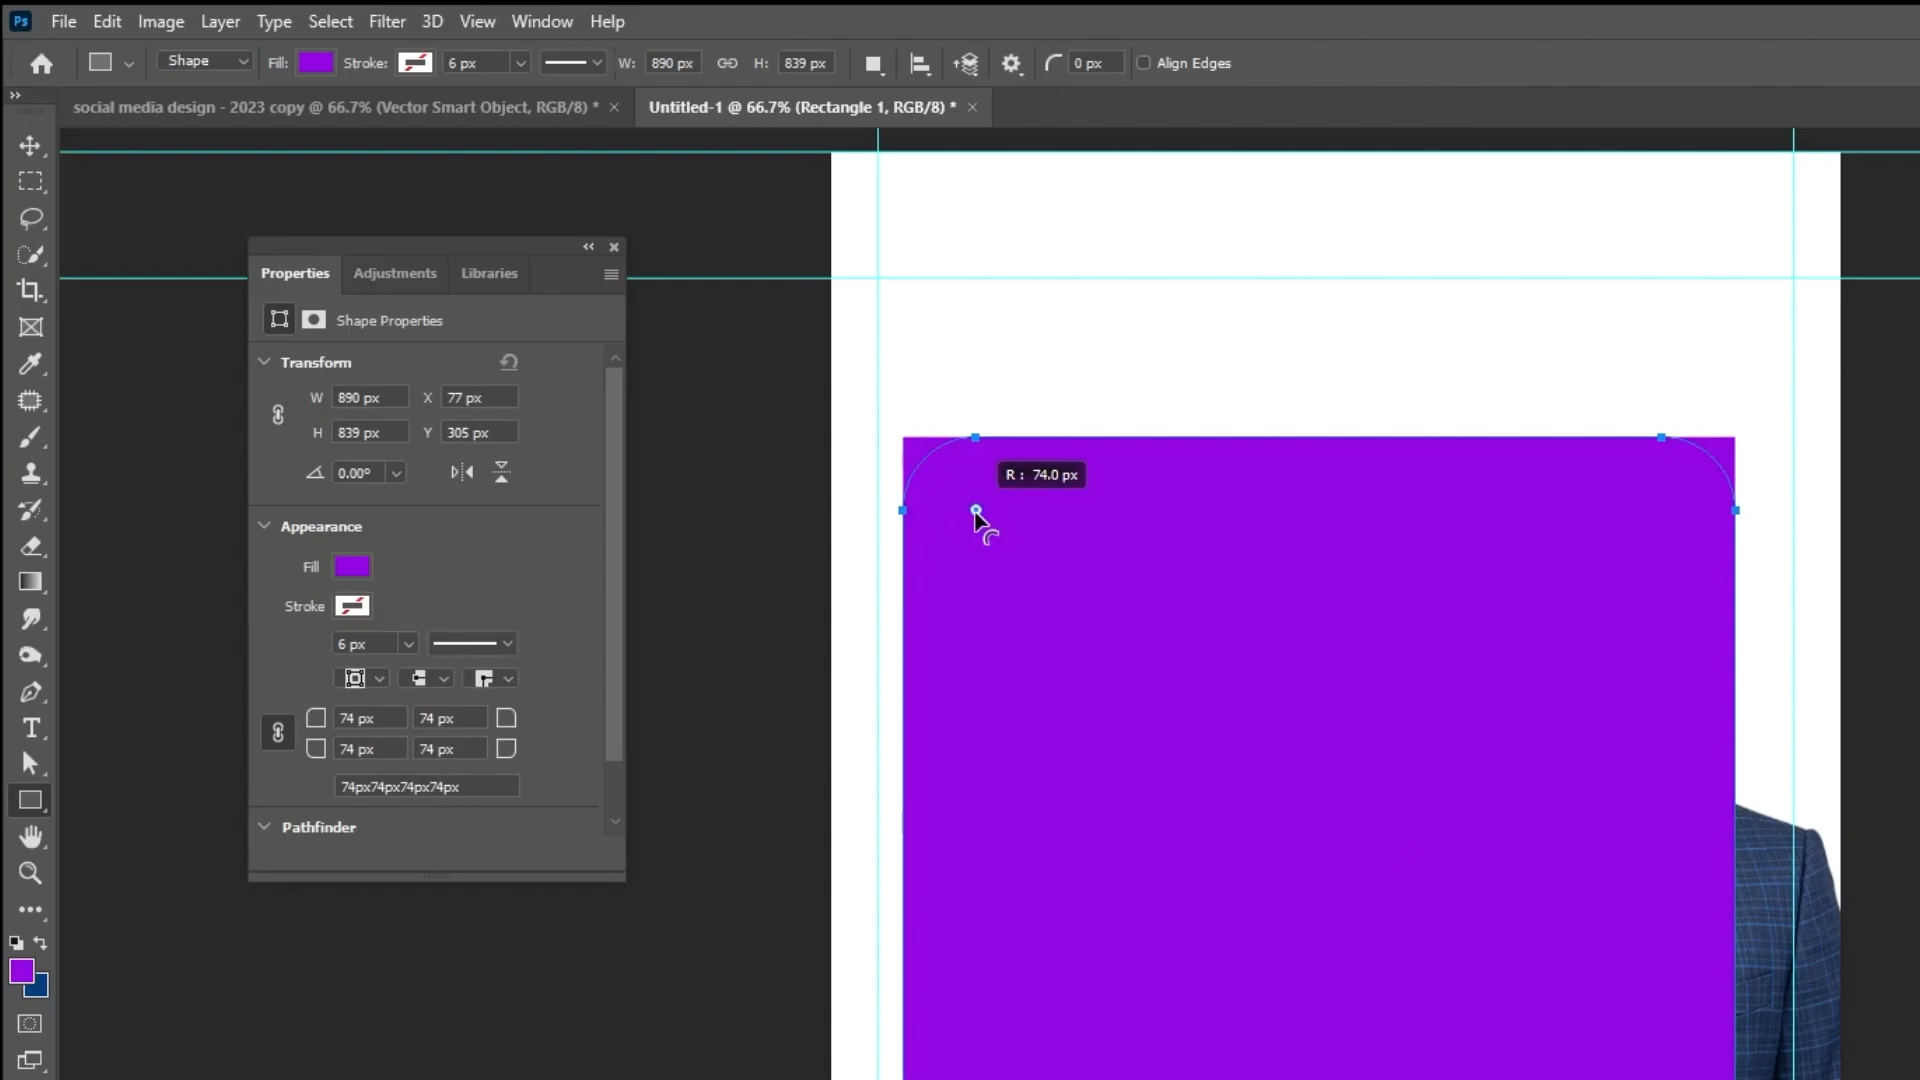 Ps File Edit Image Layer Type Select Filter 3D View Window Help
Shape Fill: Stroke: 6 px W: 890 px H: 839 px 0 px Align Edges
social media design - 2023 copy @ 66.7% (Vector Smart Object, RGB/8) * × Untitled-1 @ 66.7% (Rectangle 1, RGB/8) * ×
Properties Adjustments Libraries
Shape Properties
Transform
W 890 px X 77 px
H 839 px Y 305 px
0.00°
Appearance
Fill
Stroke
6 px
74 px 74 px
74 px 74 px
74px74px74px74px
Pathfinder
R : 74.0 px